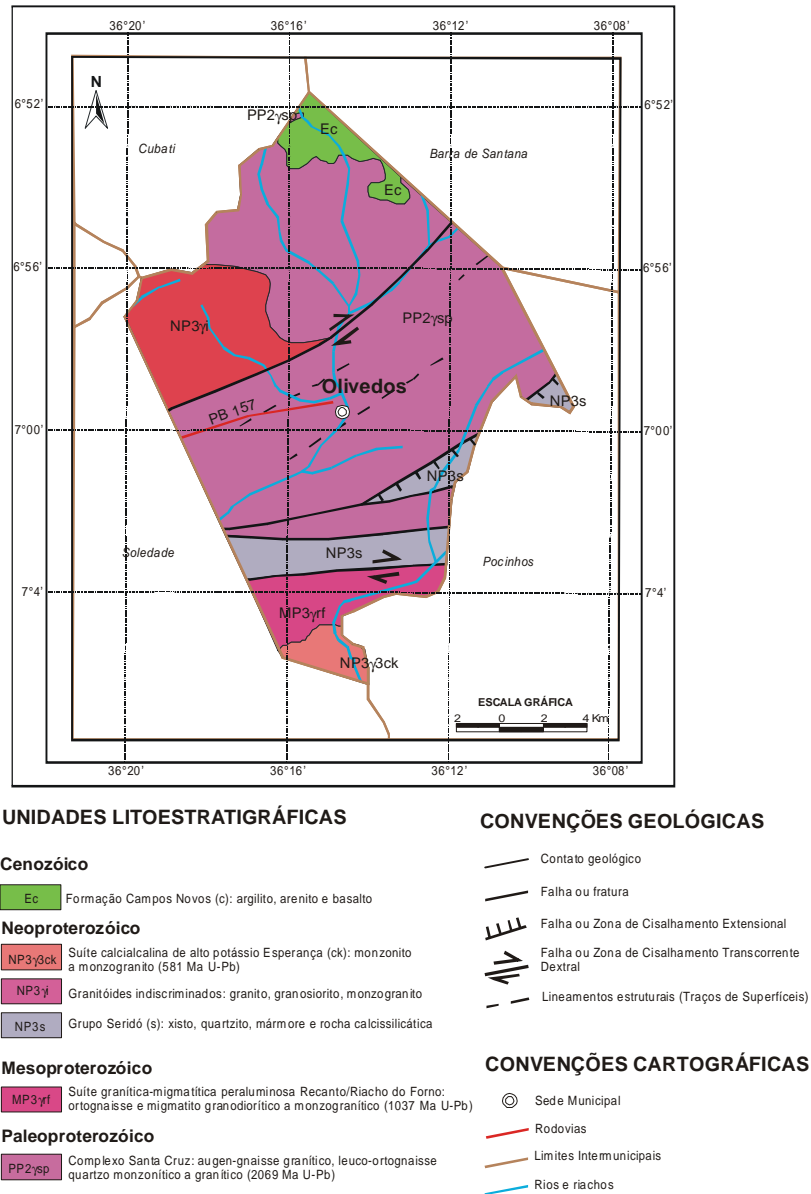 36°20'
36°16'
36°12'
36°08'
N
6°52'
6°52'
PP2γsp
Ec
Cubati
Barra de Santana
Ec
6°56'
6°56'
PP2γsp
NP3γi
Olivedos
PB 157
NP3s
7°00'
7°00'
NP3s
Soledade
NP3s
Pocinhos
7°4'
7°4'
MP3γrf
NP3γ3ck
ESCALA GRÁFICA
2 0 2 4 Km
36°20'
36°16'
36°12'
36°08'
UNIDADES LITOESTRATIGRÁFICAS
Cenozóico
Ec Formação Campos Novos (c): argilito, arenito e basalto
Neoproterozóico
NP3γ3ck Suíte calcialcalina de alto potássio Esperança (ck): monzonito
a monzogranito (581 Ma U-Pb)
NP3γi Granitóides indiscriminados: granito, granosiorito, monzogranito
NP3s Grupo Seridó (s): xisto, quartzito, mármore e rocha calcissilicática
Mesoproterozóico
MP3γrf Suíte granítica-migmatítica peraluminosa Recanto/Riacho do Forno:
ortognaisse e migmatito granodiorítico a monzogranítico (1037 Ma U-Pb)
Paleoproterozóico
PP2γsp Complexo Santa Cruz: augen-gnaisse granítico, leuco-ortognaisse
quartzo monzonítico a granítico (2069 Ma U-Pb)
CONVENÇÕES GEOLÓGICAS
Contato geológico
Falha ou fratura
Falha ou Zona de Cisalhamento Extensional
Falha ou Zona de Cisalhamento Transcorrente
Dextral
Lineamentos estruturais (Traços de Superfíceis)
CONVENÇÕES CARTOGRÁFICAS
Sede Municipal
Rodovias
Limites Intermunicipais
Rios e riachos